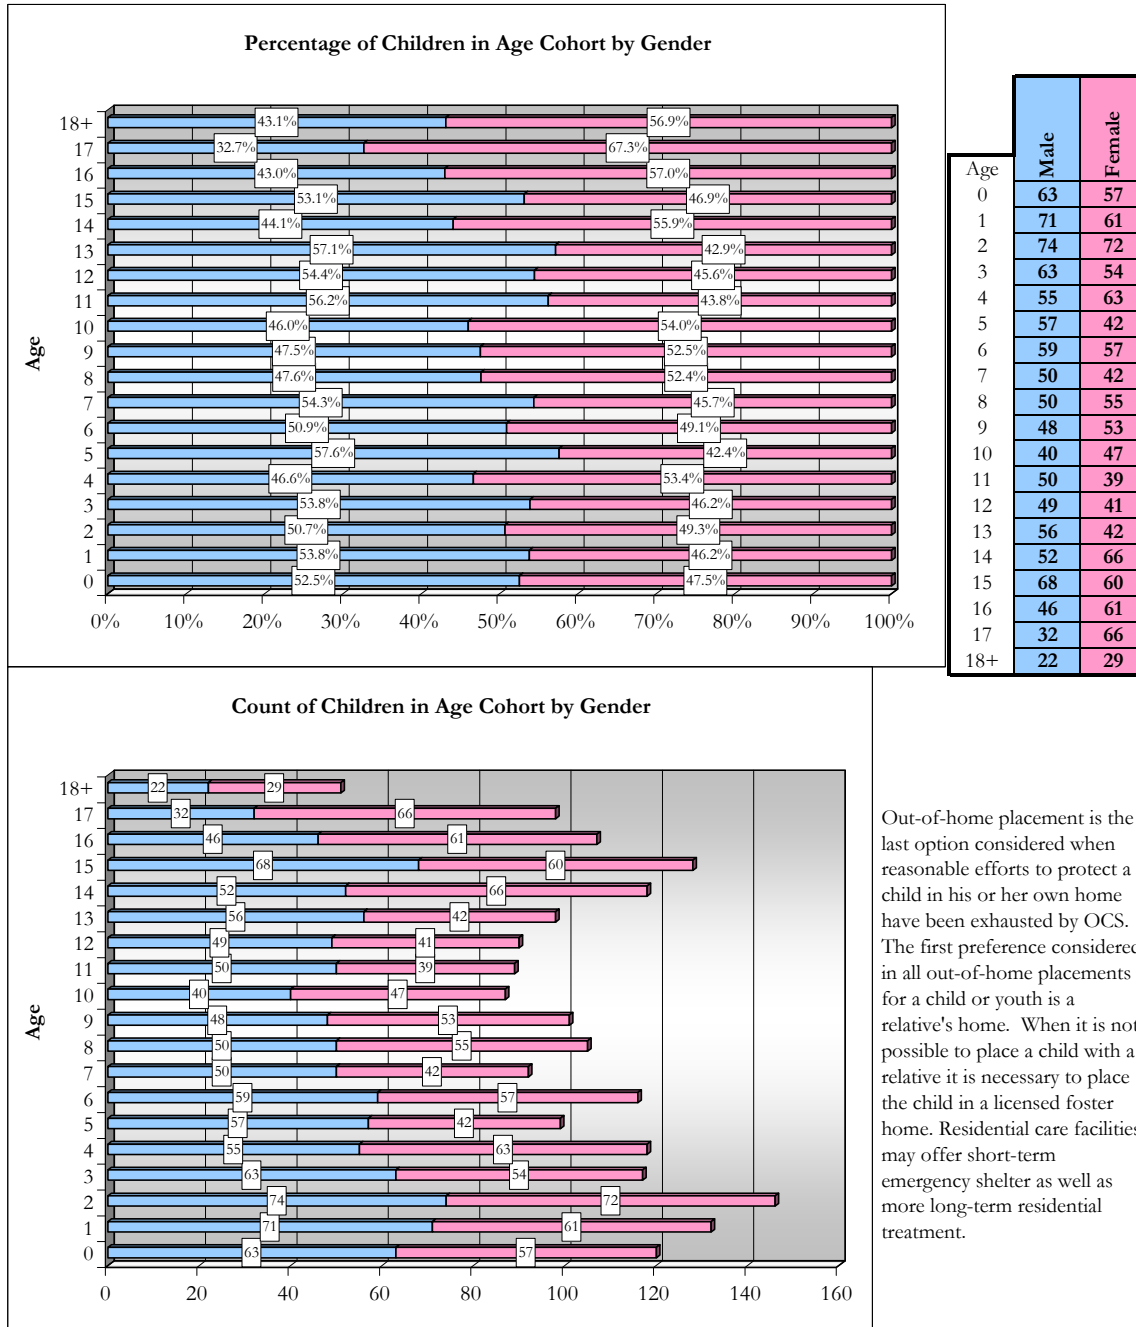 Percentage of Children in Age Cohort by Gender
Age
18+ 43.1% 56.9%
17 32.7% 67.3%
16 43.0% 57.0%
15 53.1% 46.9%
14 44.1% 55.9%
13 57.1% 42.9%
12 54.4% 45.6%
11 56.2% 43.8%
10 46.0% 54.0%
9 47.5% 52.5%
8 47.6% 52.4%
7 54.3% 45.7%
6 50.9% 49.1%
5 57.6% 42.4%
4 46.6% 53.4%
3 53.8% 46.2%
2 50.7% 49.3%
1 53.8% 46.2%
0 52.5% 47.5%
0% 10% 20% 30% 40% 50% 60% 70% 80% 90% 100%
Age Male Female
0 63 57
1 71 61
2 74 72
3 63 54
4 55 63
5 57 42
6 59 57
7 50 42
8 50 55
9 48 53
10 40 47
11 50 39
12 49 41
13 56 42
14 52 66
15 68 60
16 46 61
17 32 66
18+ 22 29
Count of Children in Age Cohort by Gender
Age
18+ 22 29
17 32 66
16 46 61
15 68 60
14 52 66
13 56 42
12 49 41
11 50 39
10 40 47
9 48 53
8 50 55
7 50 42
6 59 57
5 57 42
4 55 63
3 63 54
2 74 72
1 71 61
0 63 57
0 20 40 60 80 100 120 140 160
Out-of-home placement is the
last option considered when
reasonable efforts to protect a
child in his or her own home
have been exhausted by OCS.
The first preference considered
in all out-of-home placements
for a child or youth is a
relative's home. When it is not
possible to place a child with a
relative it is necessary to place
the child in a licensed foster
home. Residential care facilities
may offer short-term
emergency shelter as well as
more long-term residential
treatment.